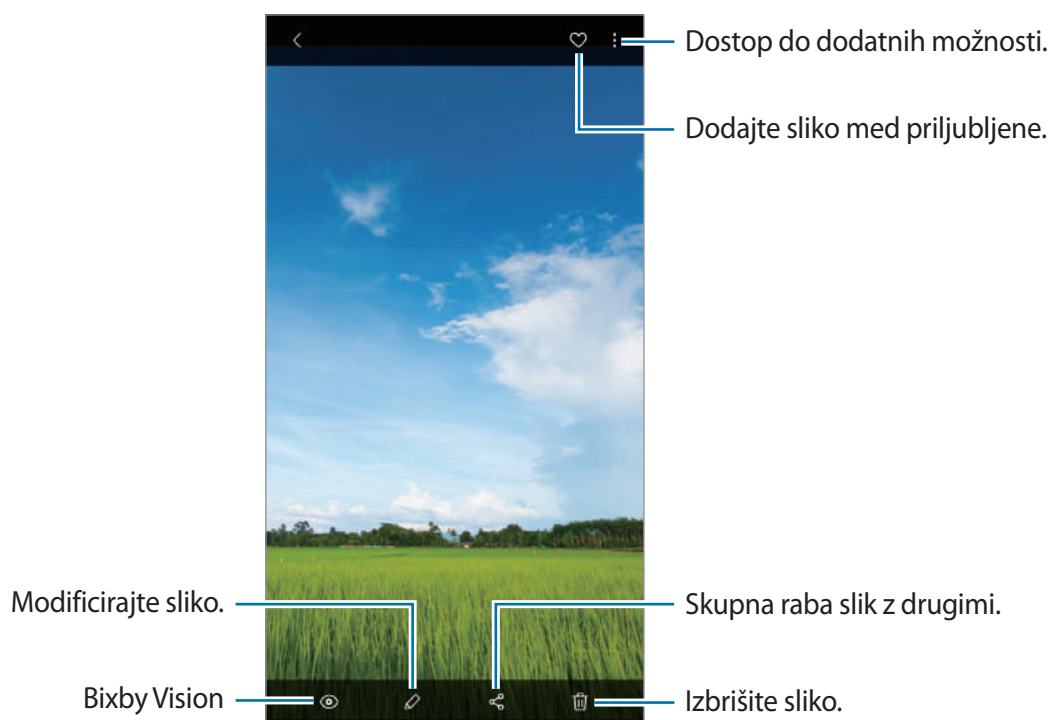 Dostop do dodatnih možnosti.
Dodajte sliko med priljubljene.
Modificirajte sliko.
Skupna raba slik z drugimi.
Bixby Vision
Izbrišite sliko.